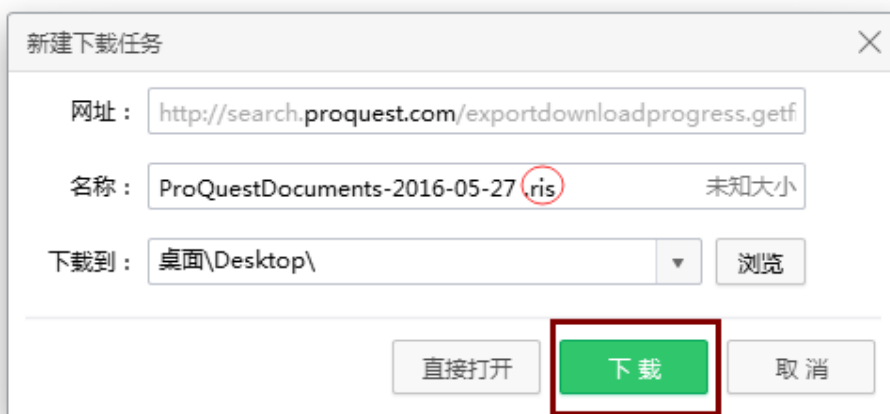 新建下载任务
网址： http://search.proquest.com/exportdownloadprogress.getfi
名称： ProQuestDocuments-2016-05-27 .ris 未知大小
下载到： 桌面\Desktop\ 浏览
直接打开 下载 取消